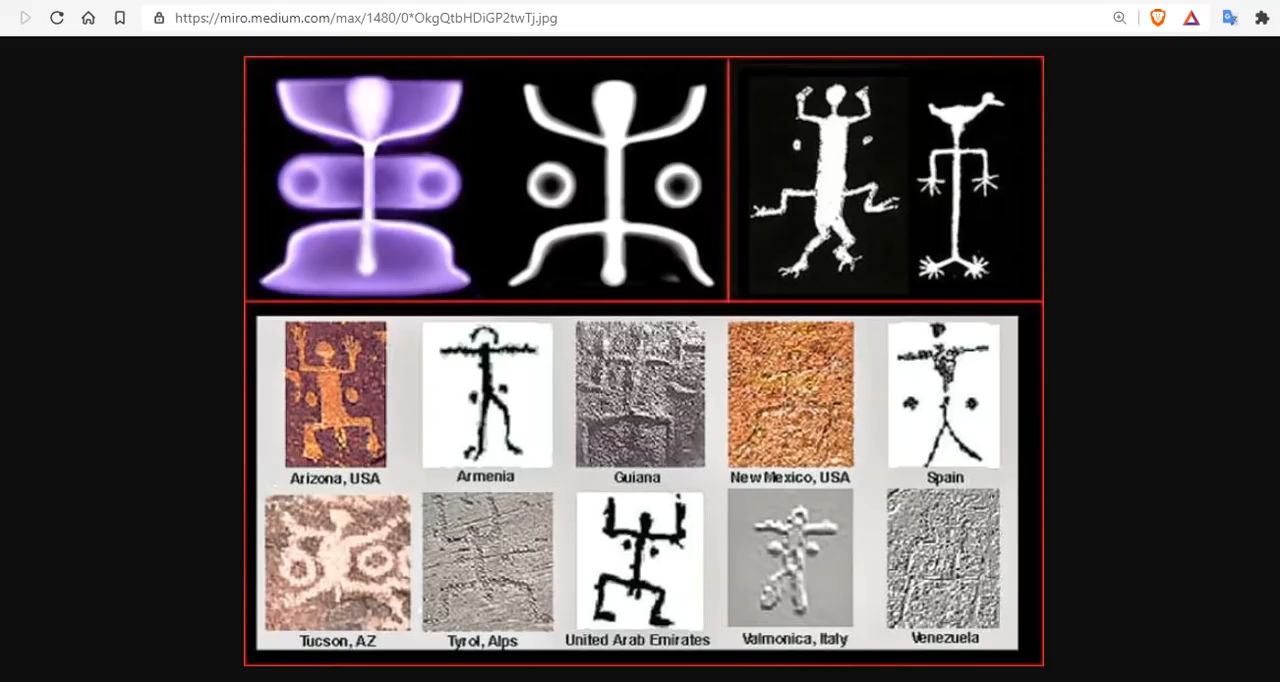 https://miro.medium.com/max/1480/0*OkgQtbHDiGP2twTj.jpg
Arizona, USA Armenia Guiana New Mexico, USA Spain
Tucson, AZ Tyrol, Alps United Arab Emirates Valmonica, Italy Venezuela